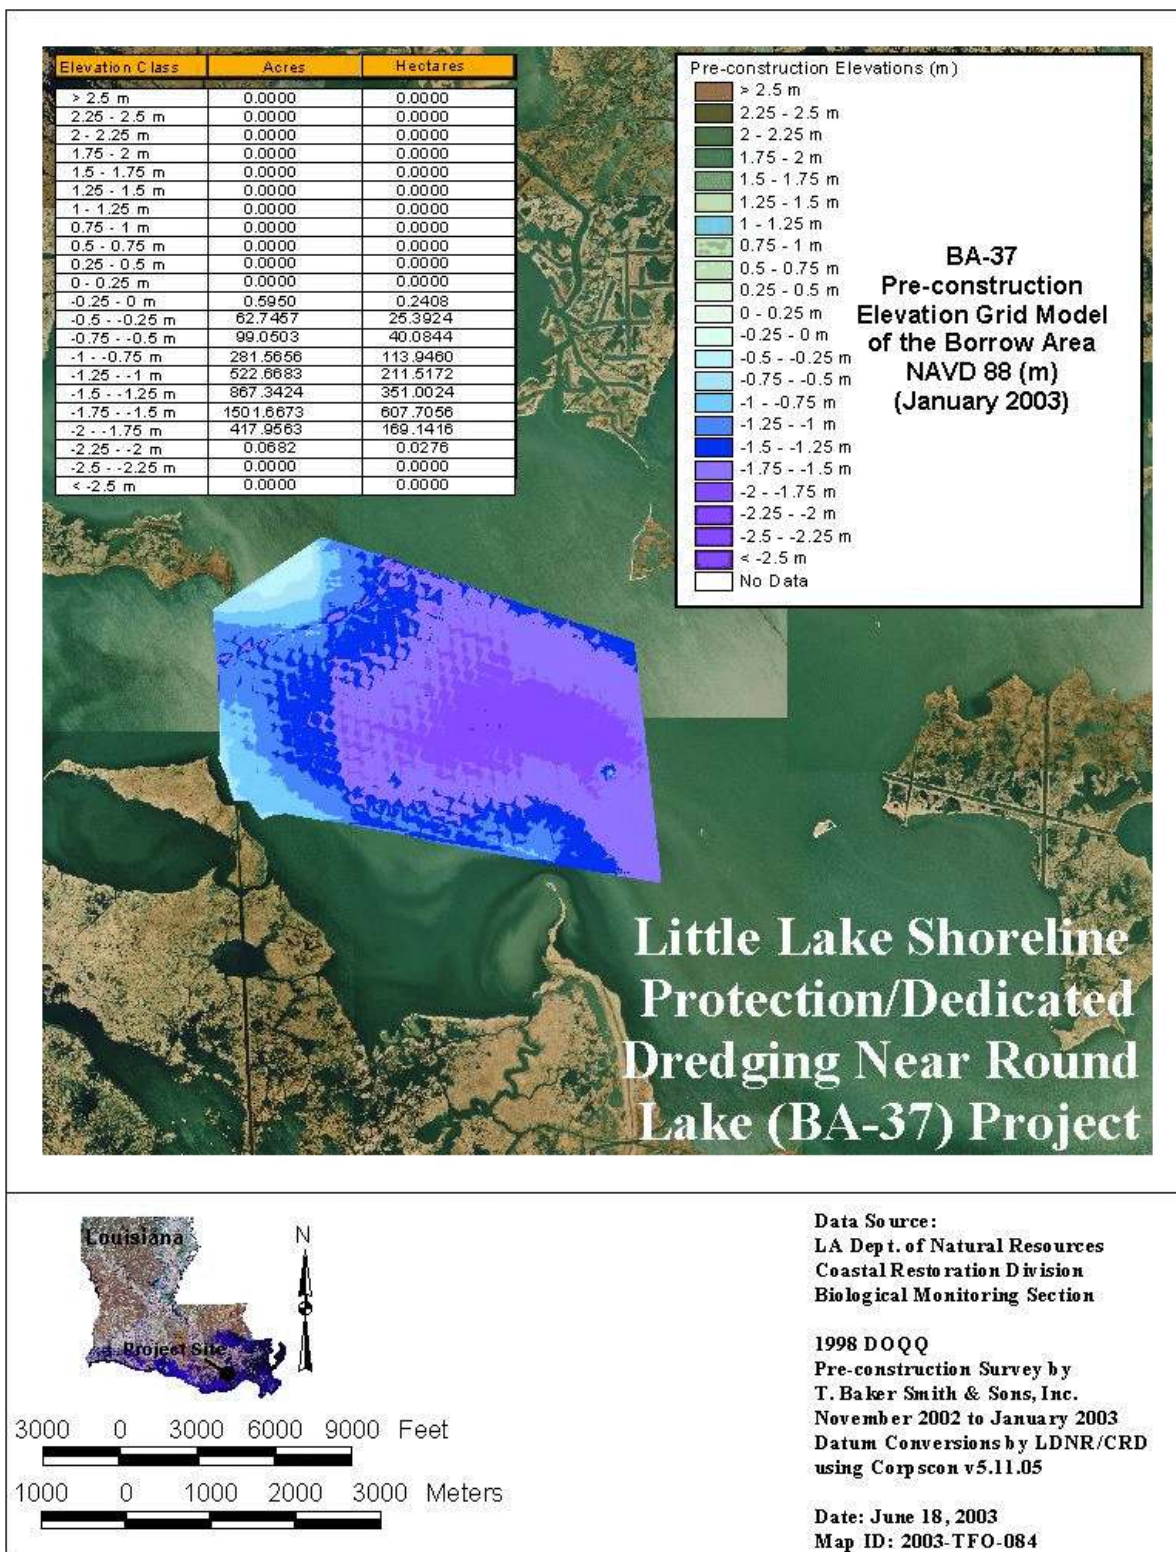 Elevation Class Acres Hectares
> 2.5 m 0.0000 0.0000
2.25 - 2.5 m 0.0000 0.0000
2 - 2.25 m 0.0000 0.0000
1.75 - 2 m 0.0000 0.0000
1.5 - 1.75 m 0.0000 0.0000
1.25 - 1.5 m 0.0000 0.0000
1 - 1.25 m 0.0000 0.0000
0.75 - 1 m 0.0000 0.0000
0.5 - 0.75 m 0.0000 0.0000
0.25 - 0.5 m 0.0000 0.0000
0 - 0.25 m 0.0000 0.0000
-0.25 - 0 m 0.5950 0.2408
-0.5 - -0.25 m 62.7457 25.3924
-0.75 - -0.5 m 99.0503 40.0844
-1 - -0.75 m 281.5656 113.9460
-1.25 - -1 m 522.6683 211.5172
-1.5 - -1.25 m 867.3424 351.0024
-1.75 - -1.5 m 1501.6673 607.7056
-2 - -1.75 m 417.9563 169.1416
-2.25 - -2 m 0.0682 0.0276
-2.5 - -2.25 m 0.0000 0.0000
< -2.5 m 0.0000 0.0000
Pre-construction Elevations (m)
> 2.5 m
2.25 - 2.5 m
2 - 2.25 m
1.75 - 2 m
1.5 - 1.75 m
1.25 - 1.5 m
1 - 1.25 m
0.75 - 1 m
0.5 - 0.75 m
0.25 - 0.5 m
0 - 0.25 m
-0.25 - 0 m
-0.5 - -0.25 m
-0.75 - -0.5 m
-1 - -0.75 m
-1.25 - -1 m
-1.5 - -1.25 m
-1.75 - -1.5 m
-2 - -1.75 m
-2.25 - -2 m
-2.5 - -2.25 m
< -2.5 m
No Data
BA-37
Pre-construction
Elevation Grid Model
of the Borrow Area
NAVD 88 (m)
(January 2003)
Little Lake Shoreline
Protection/Dedicated
Dredging Near Round
Lake (BA-37) Project
Louisiana
Project Site
N
3000 0 3000 6000 9000 Feet
1000 0 1000 2000 3000 Meters
Data Source:
LA Dept. of Natural Resources
Coastal Restoration Division
Biological Monitoring Section
1998 DOQQ
Pre-construction Survey by
T. Baker Smith & Sons, Inc.
November 2002 to January 2003
Datum Conversions by LDNR/CRD
using Corpscon v5.11.05
Date: June 18, 2003
Map ID: 2003-TFO-084